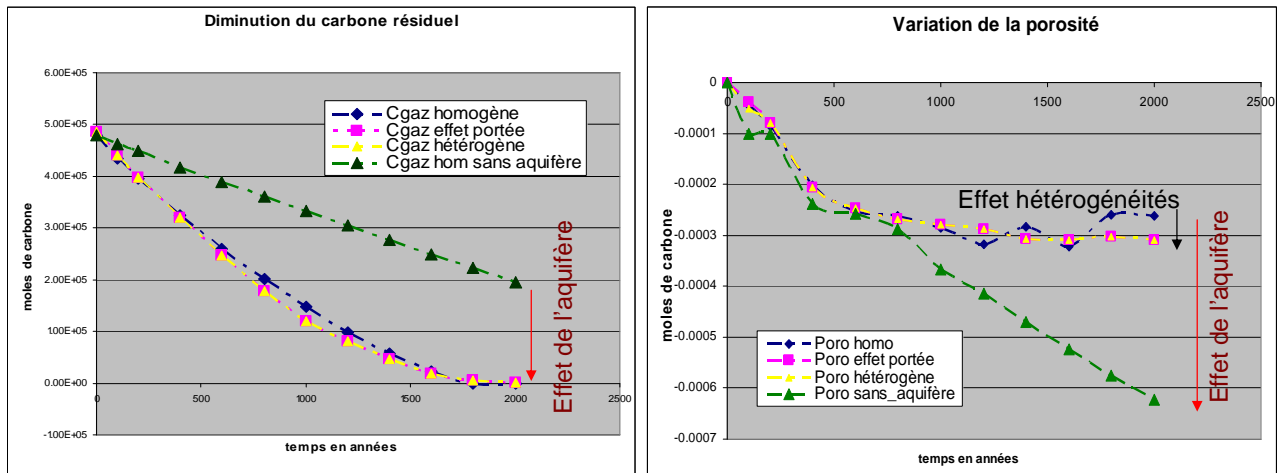 Diminution du carbone résiduel
6.00E+05
5.00E+05
4.00E+05
3.00E+05
2.00E+05
1.00E+05
0.00E+00
-1.00E+05
moles de carbone
Cgaz homogène
Cgaz effet portée
Cgaz hétérogène
Cgaz hom sans aquifère
Effet de l'aquifère
0
500
1000
1500
2000
2500
temps en années
Variation de la porosité
0
-0.0001
-0.0002
-0.0003
-0.0004
-0.0005
-0.0006
-0.0007
moles de carbone
0
500
1000
1500
2000
2500
Effet hétérogénéités
Effet de l'aquifère
Poro homo
Poro effet portée
Poro hétérogène
Poro sans_aquifère
temps en années